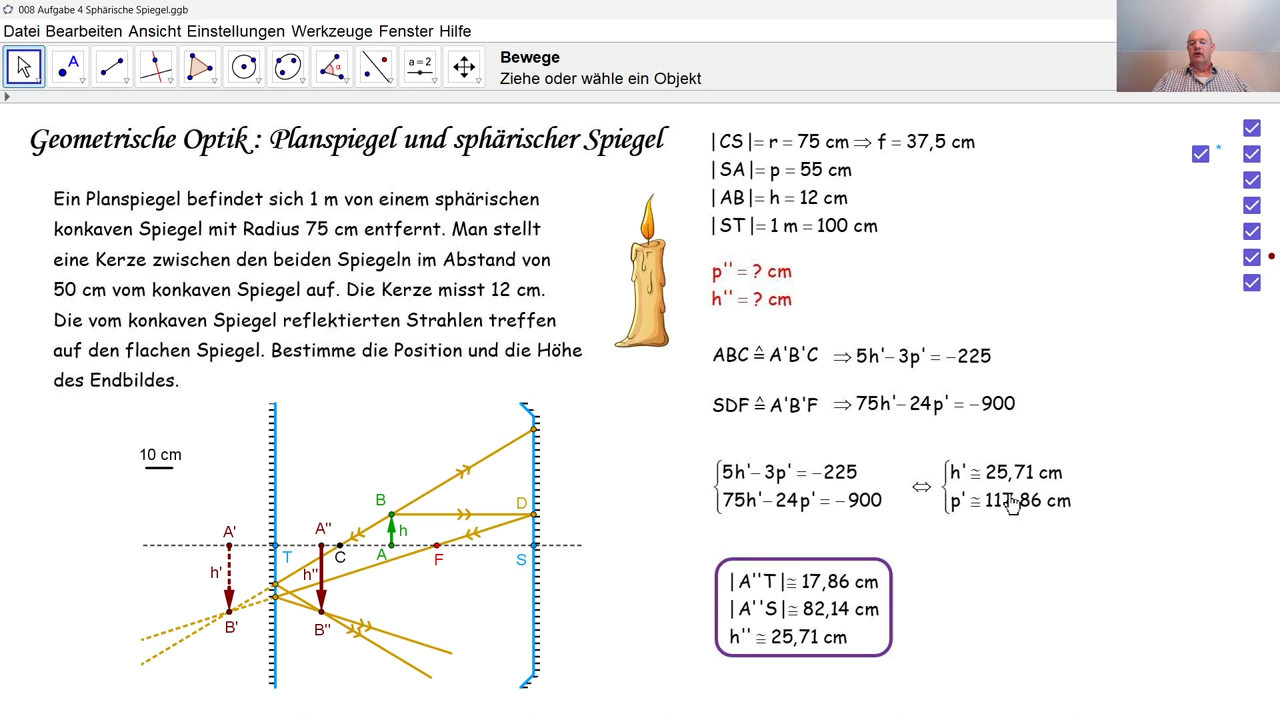 008 Aufgabe 4 Sphärische Spiegel.ggb
Datei Bearbeiten Ansicht Einstellungen Werkzeuge Fenster Hilfe
A
α
a=2
Bewege
Ziehe oder wähle ein Objekt
Geometrische Optik : Planspiegel und sphärischer Spiegel
Ein Planspiegel befindet sich 1 m von einem sphärischen
konkaven Spiegel mit Radius 75 cm entfernt. Man stellt
eine Kerze zwischen den beiden Spiegeln im Abstand von
50 cm vom konkaven Spiegel auf. Die Kerze misst 12 cm.
Die vom konkaven Spiegel reflektierten Strahlen treffen
auf den flachen Spiegel. Bestimme die Position und die Höhe
des Endbildes.
10 cm
B
D
h
A'
A''
T
C
A
F
S
h'
h''
B'
B''
|CS|= r = 75 cm ⇒ f = 37,5 cm
|SA|= p = 55 cm
|AB|= h = 12 cm
|ST|= 1 m = 100 cm
p'' = ? cm
h'' = ? cm
ABC ≙ A'B'C ⇒ 5h'– 3p' = –225
SDF ≙ A'B'F ⇒ 75h'– 24p' = –900
5h'– 3p' = –225 ⇔ h' ≅ 25,71 cm
75h'– 24p' = –900 p' ≅ 117,86 cm
|A''T|≅ 17,86 cm
|A''S|≅ 82,14 cm
h'' ≅ 25,71 cm